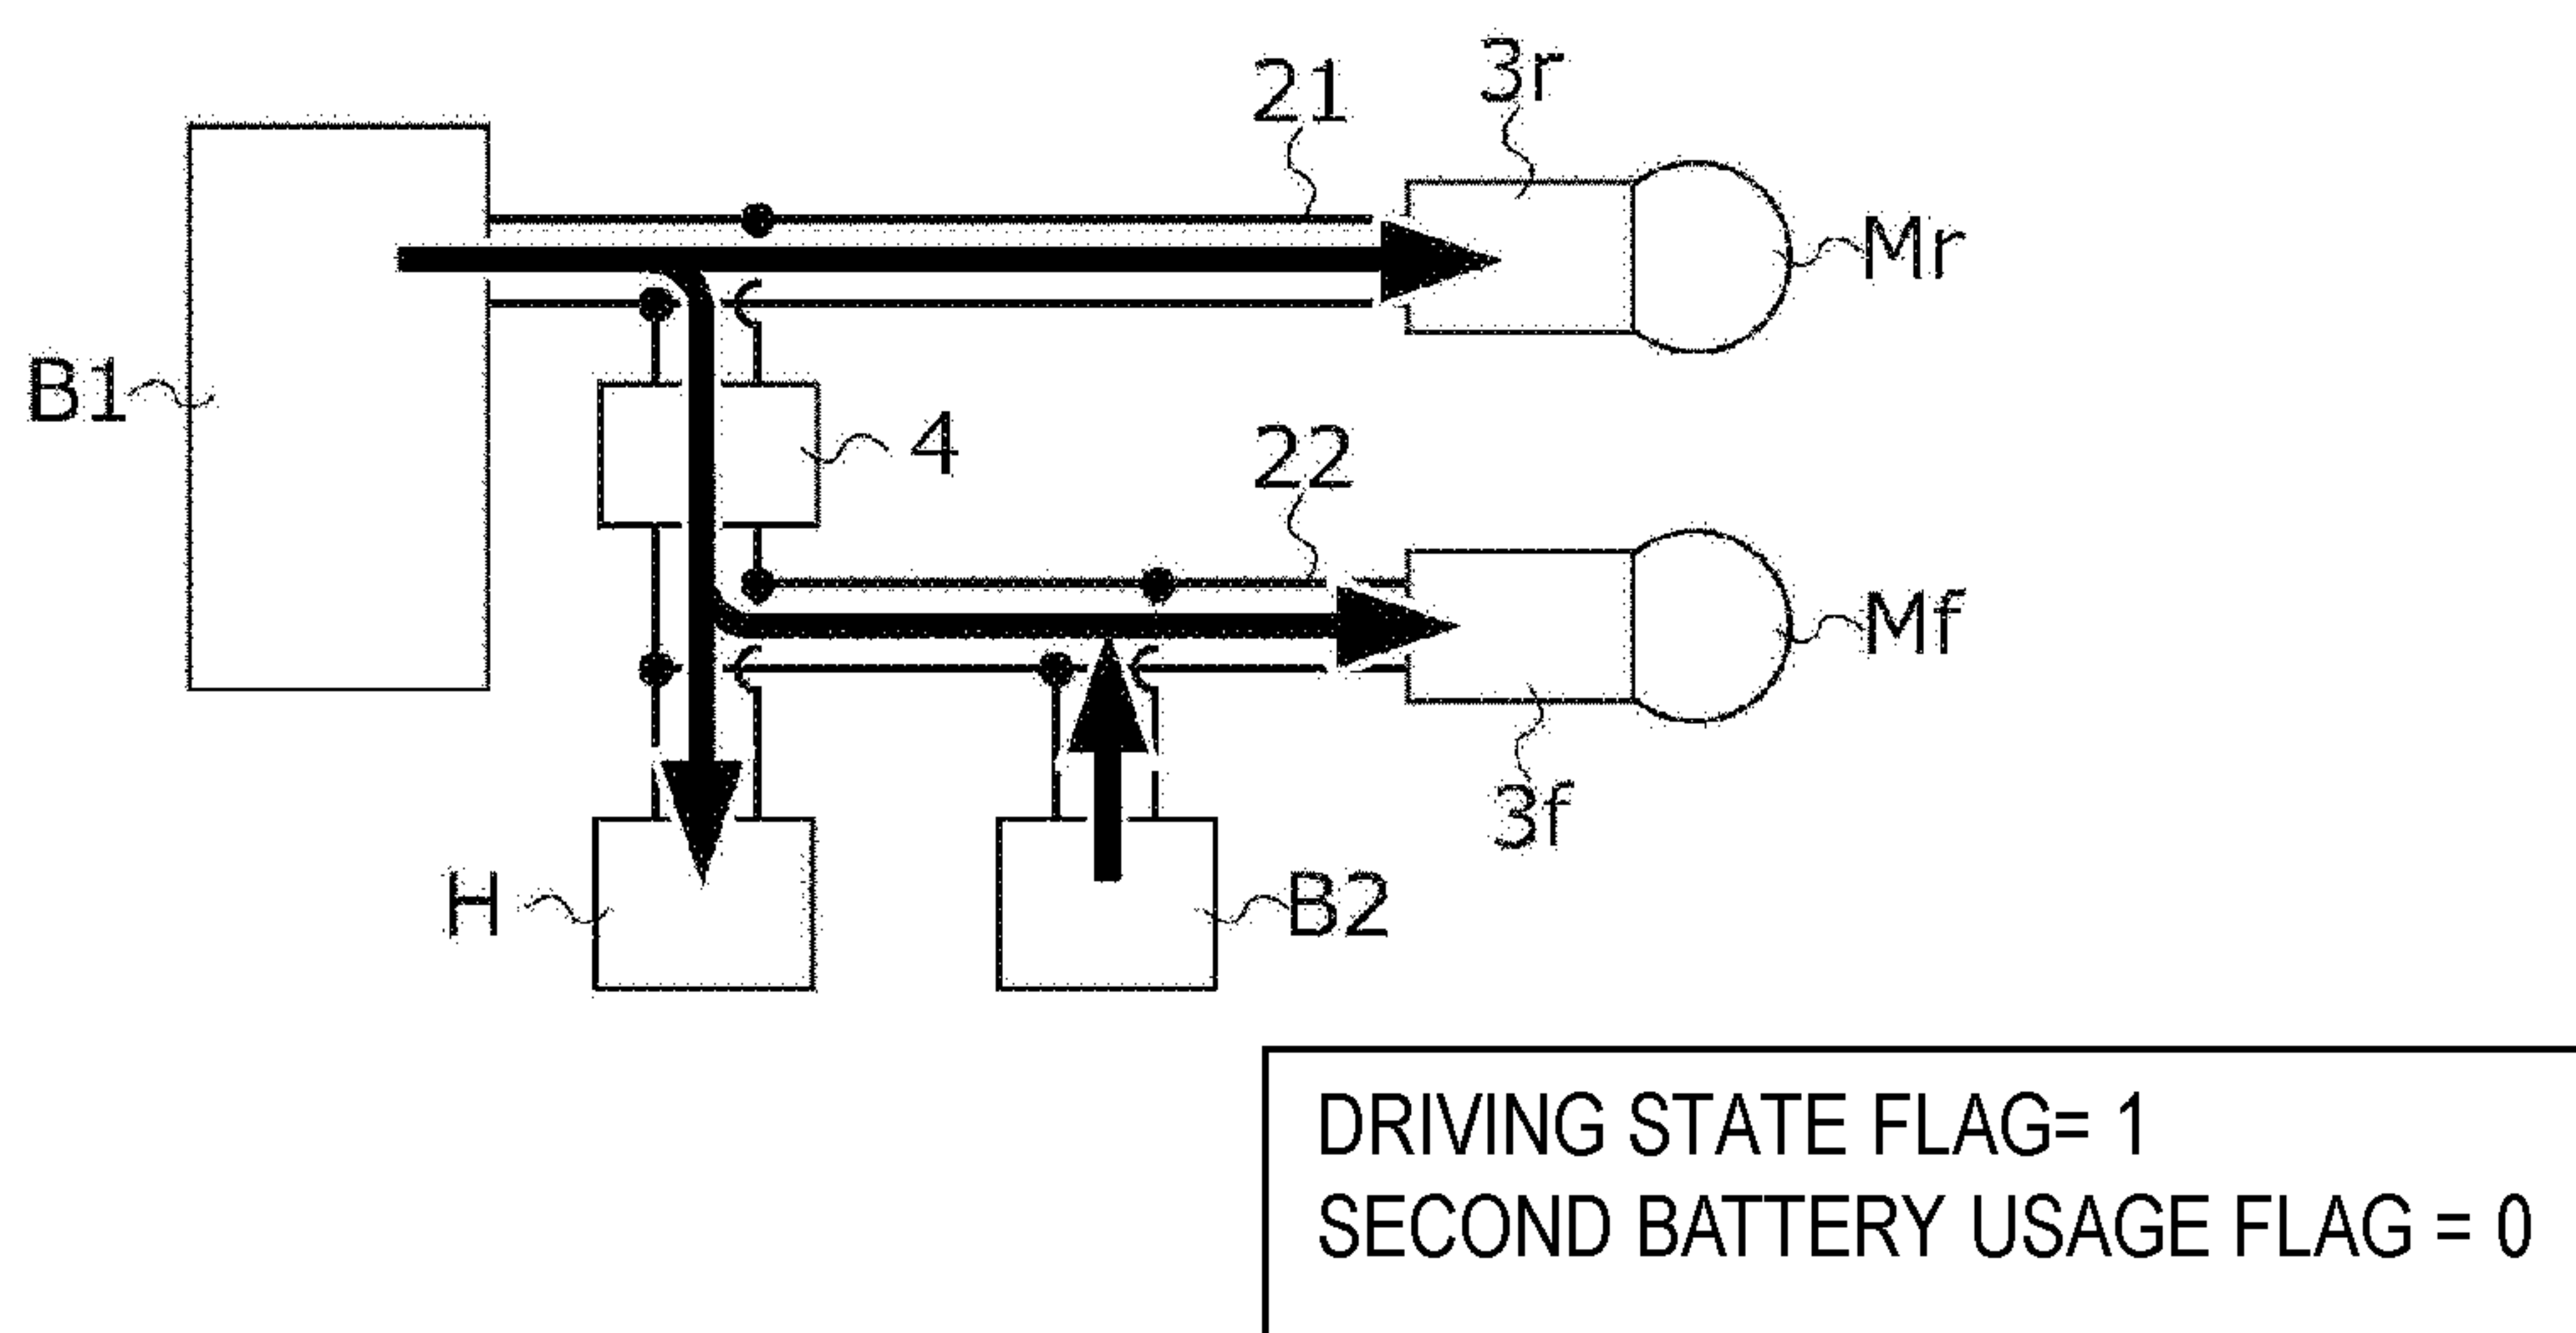 21
3r
Mr
B1
4
22
Mf
3f
H
B2
DRIVING STATE FLAG= 1
SECOND BATTERY USAGE FLAG = 0